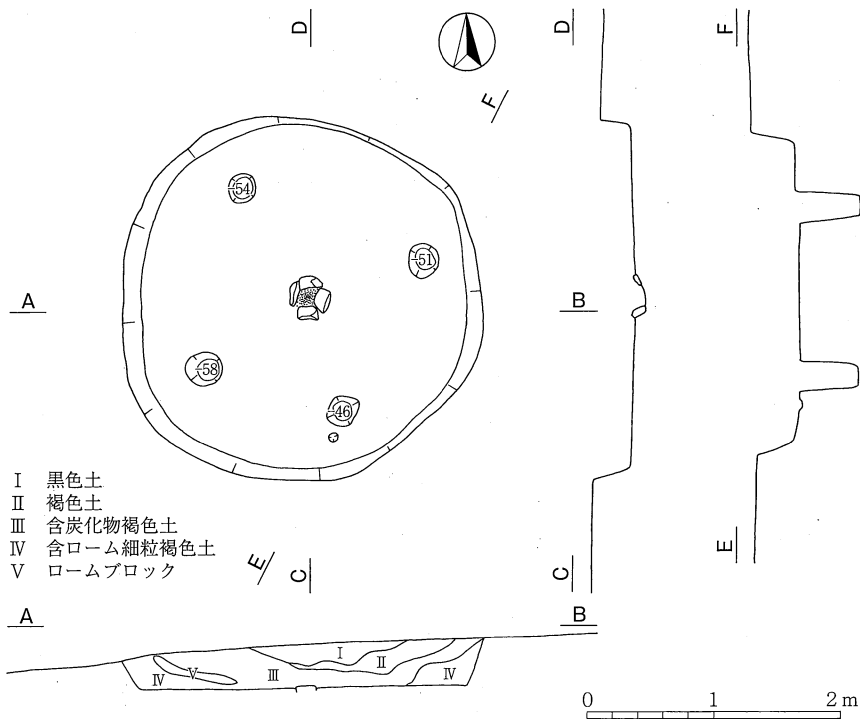 D
D
F
F
-54
-51
A
B
-58
-46
Ⅰ 黒色土
Ⅱ 褐色土
Ⅲ 含炭化物褐色土
Ⅳ 含ローム細粒褐色土
Ⅴ ロームブロック
E
C
C
E
A
B
Ⅰ
Ⅱ
Ⅲ
Ⅳ
Ⅴ
Ⅳ
0 1 2 m